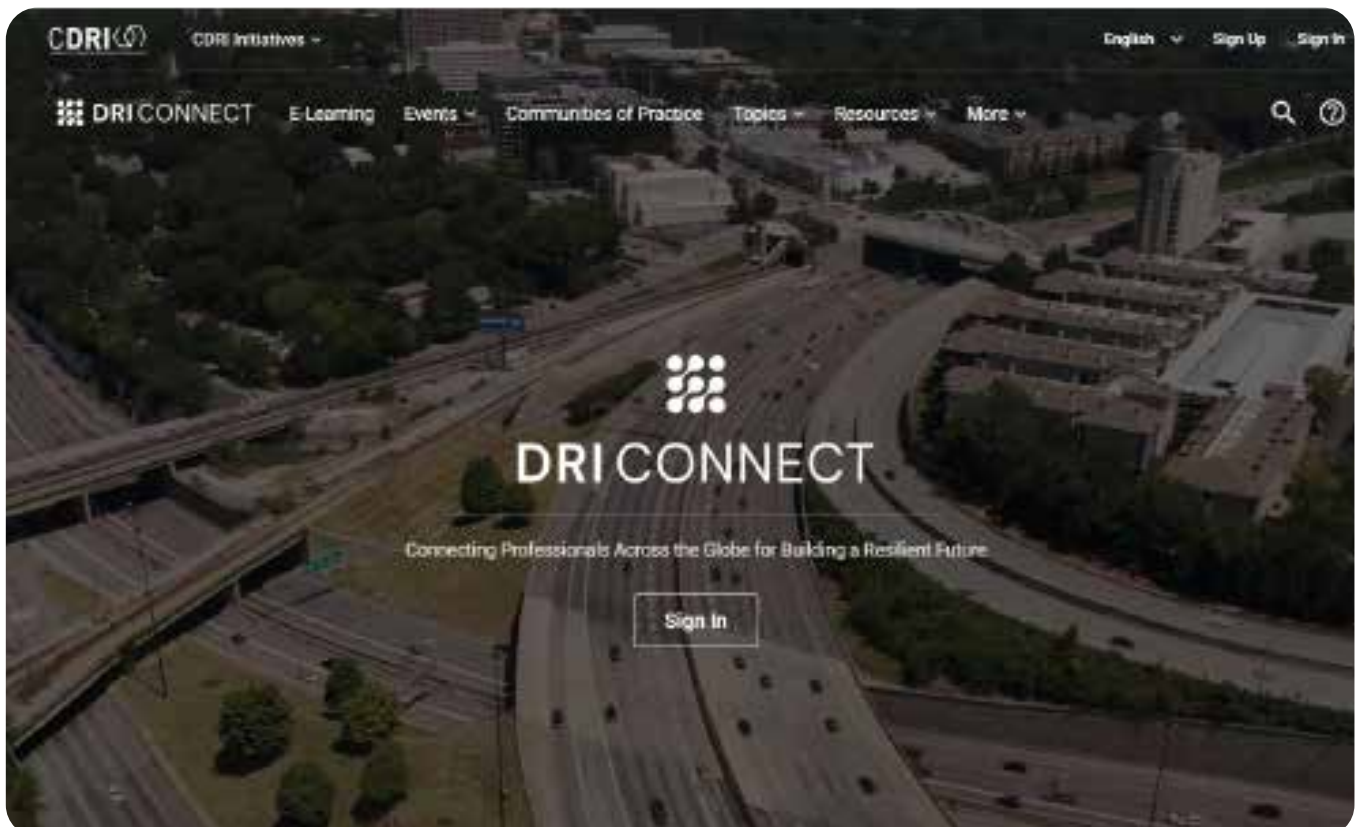 CDRI
CDRI Initiatives
English
Sign Up
Sign In
DRI CONNECT
E-Learning
Events
Communities of Practice
Topics
Resources
More
DRI CONNECT
Connecting Professionals Across the Globe for Building a Resilient Future
Sign In